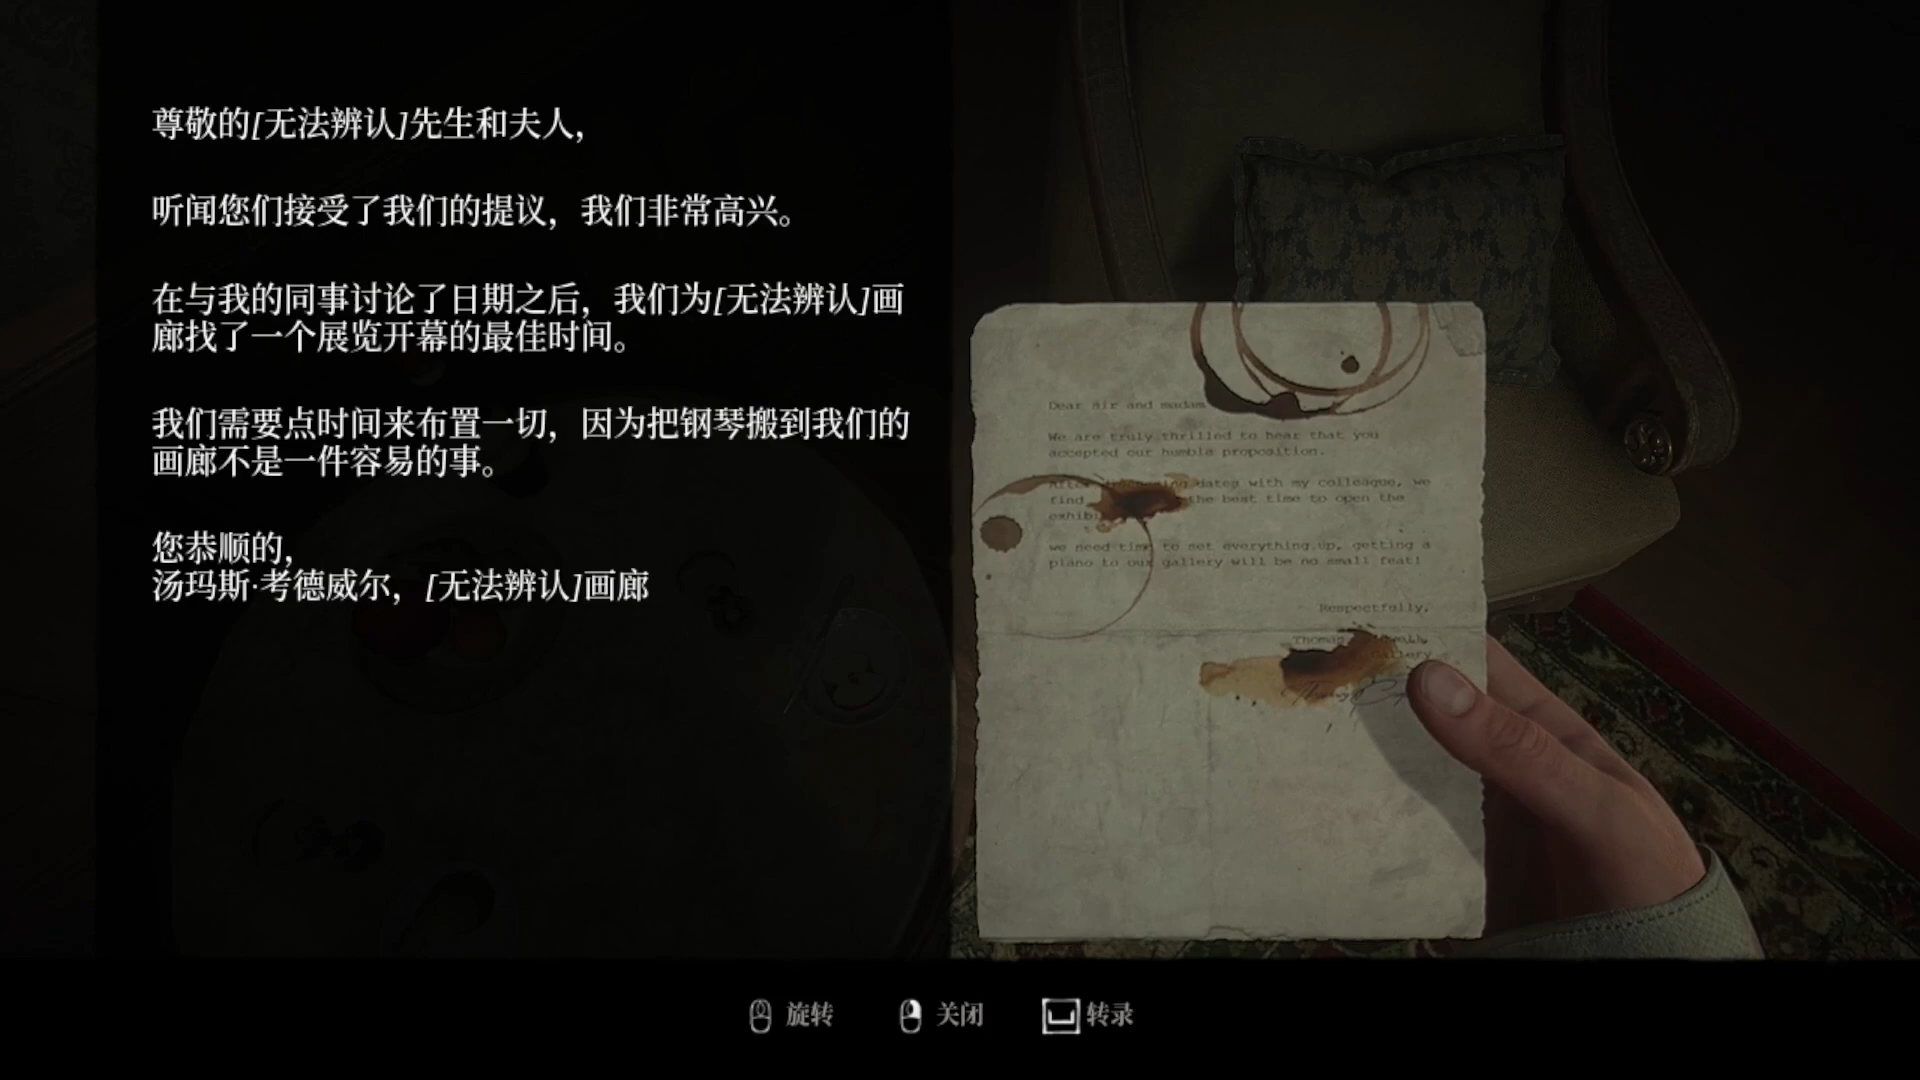 尊敬的[无法辨认]先生和夫人,
听闻您们接受了我们的提议，我们非常高兴。
在与我的同事讨论了日期之后，我们为[无法辨认]画
廊找了一个展览开幕的最佳时间。
我们需要点时间来布置一切，因为把钢琴搬到我们的
画廊不是一件容易的事。
您恭顺的,
汤玛斯·考德威尔，[无法辨认]画廊
Dear sir and madam
We are truly thrilled to hear that you
accepted our humble proposition.
After dates with my colleague, we
find the best time to open the
exhib
we need time to set everything up, getting a
piano to our gallery will be no small feat!
Respectfully,
Thomas
Gallery
旋转 关闭 转录